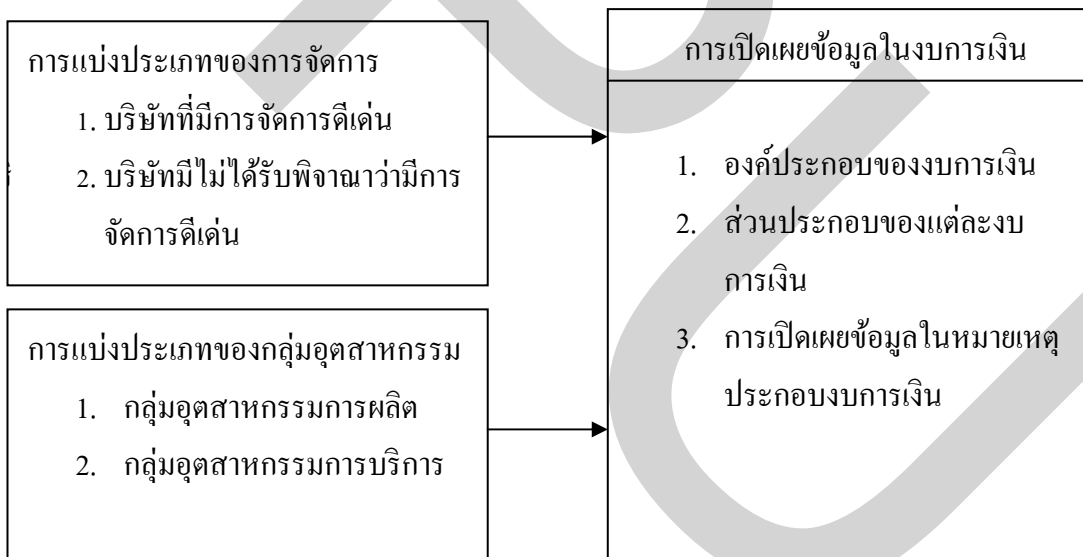 การแบ่งประเภทของการจัดการ
1. บริษัทที่มีการจัดการดีเด่น
2. บริษัทมีไม่ได้รับพิจาณาว่ามีการ
จัดการดีเด่น
การแบ่งประเภทของกลุ่มอุตสาหกรรม
1. กลุ่มอุตสาหกรรมการผลิต
2. กลุ่มอุตสาหกรรมการบริการ
การเปิดเผยข้อมูลในงบการเงิน
1. องค์ประกอบของงบการเงิน
2. ส่วนประกอบของแต่ละงบ
การเงิน
3. การเปิดเผยข้อมูลในหมายเหตุ
ประกอบงบการเงิน